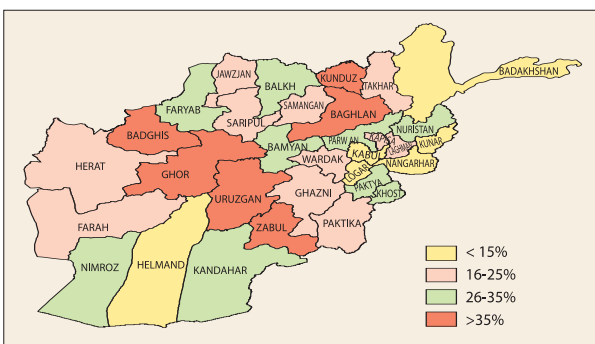 JAWZJAN
BALKH
KUNDUZ
TAKHAR
BADAKHSHAN
FARYAB
SARIPUL
SAMANGAN
BAGHLAN
BADGHIS
BAMYAN
PARWAN
KAPISA
NURISTAN
LAGHMAN
KUNAR
HERAT
GHOR
WARDAK
KABUL
LOGAR
NANGARHAR
PAKTYA
KHOST
URUZGAN
GHAZNI
FARAH
ZABUL
PAKTIKA
NIMROZ
HELMAND
KANDAHAR
< 15%
16-25%
26-35%
>35%